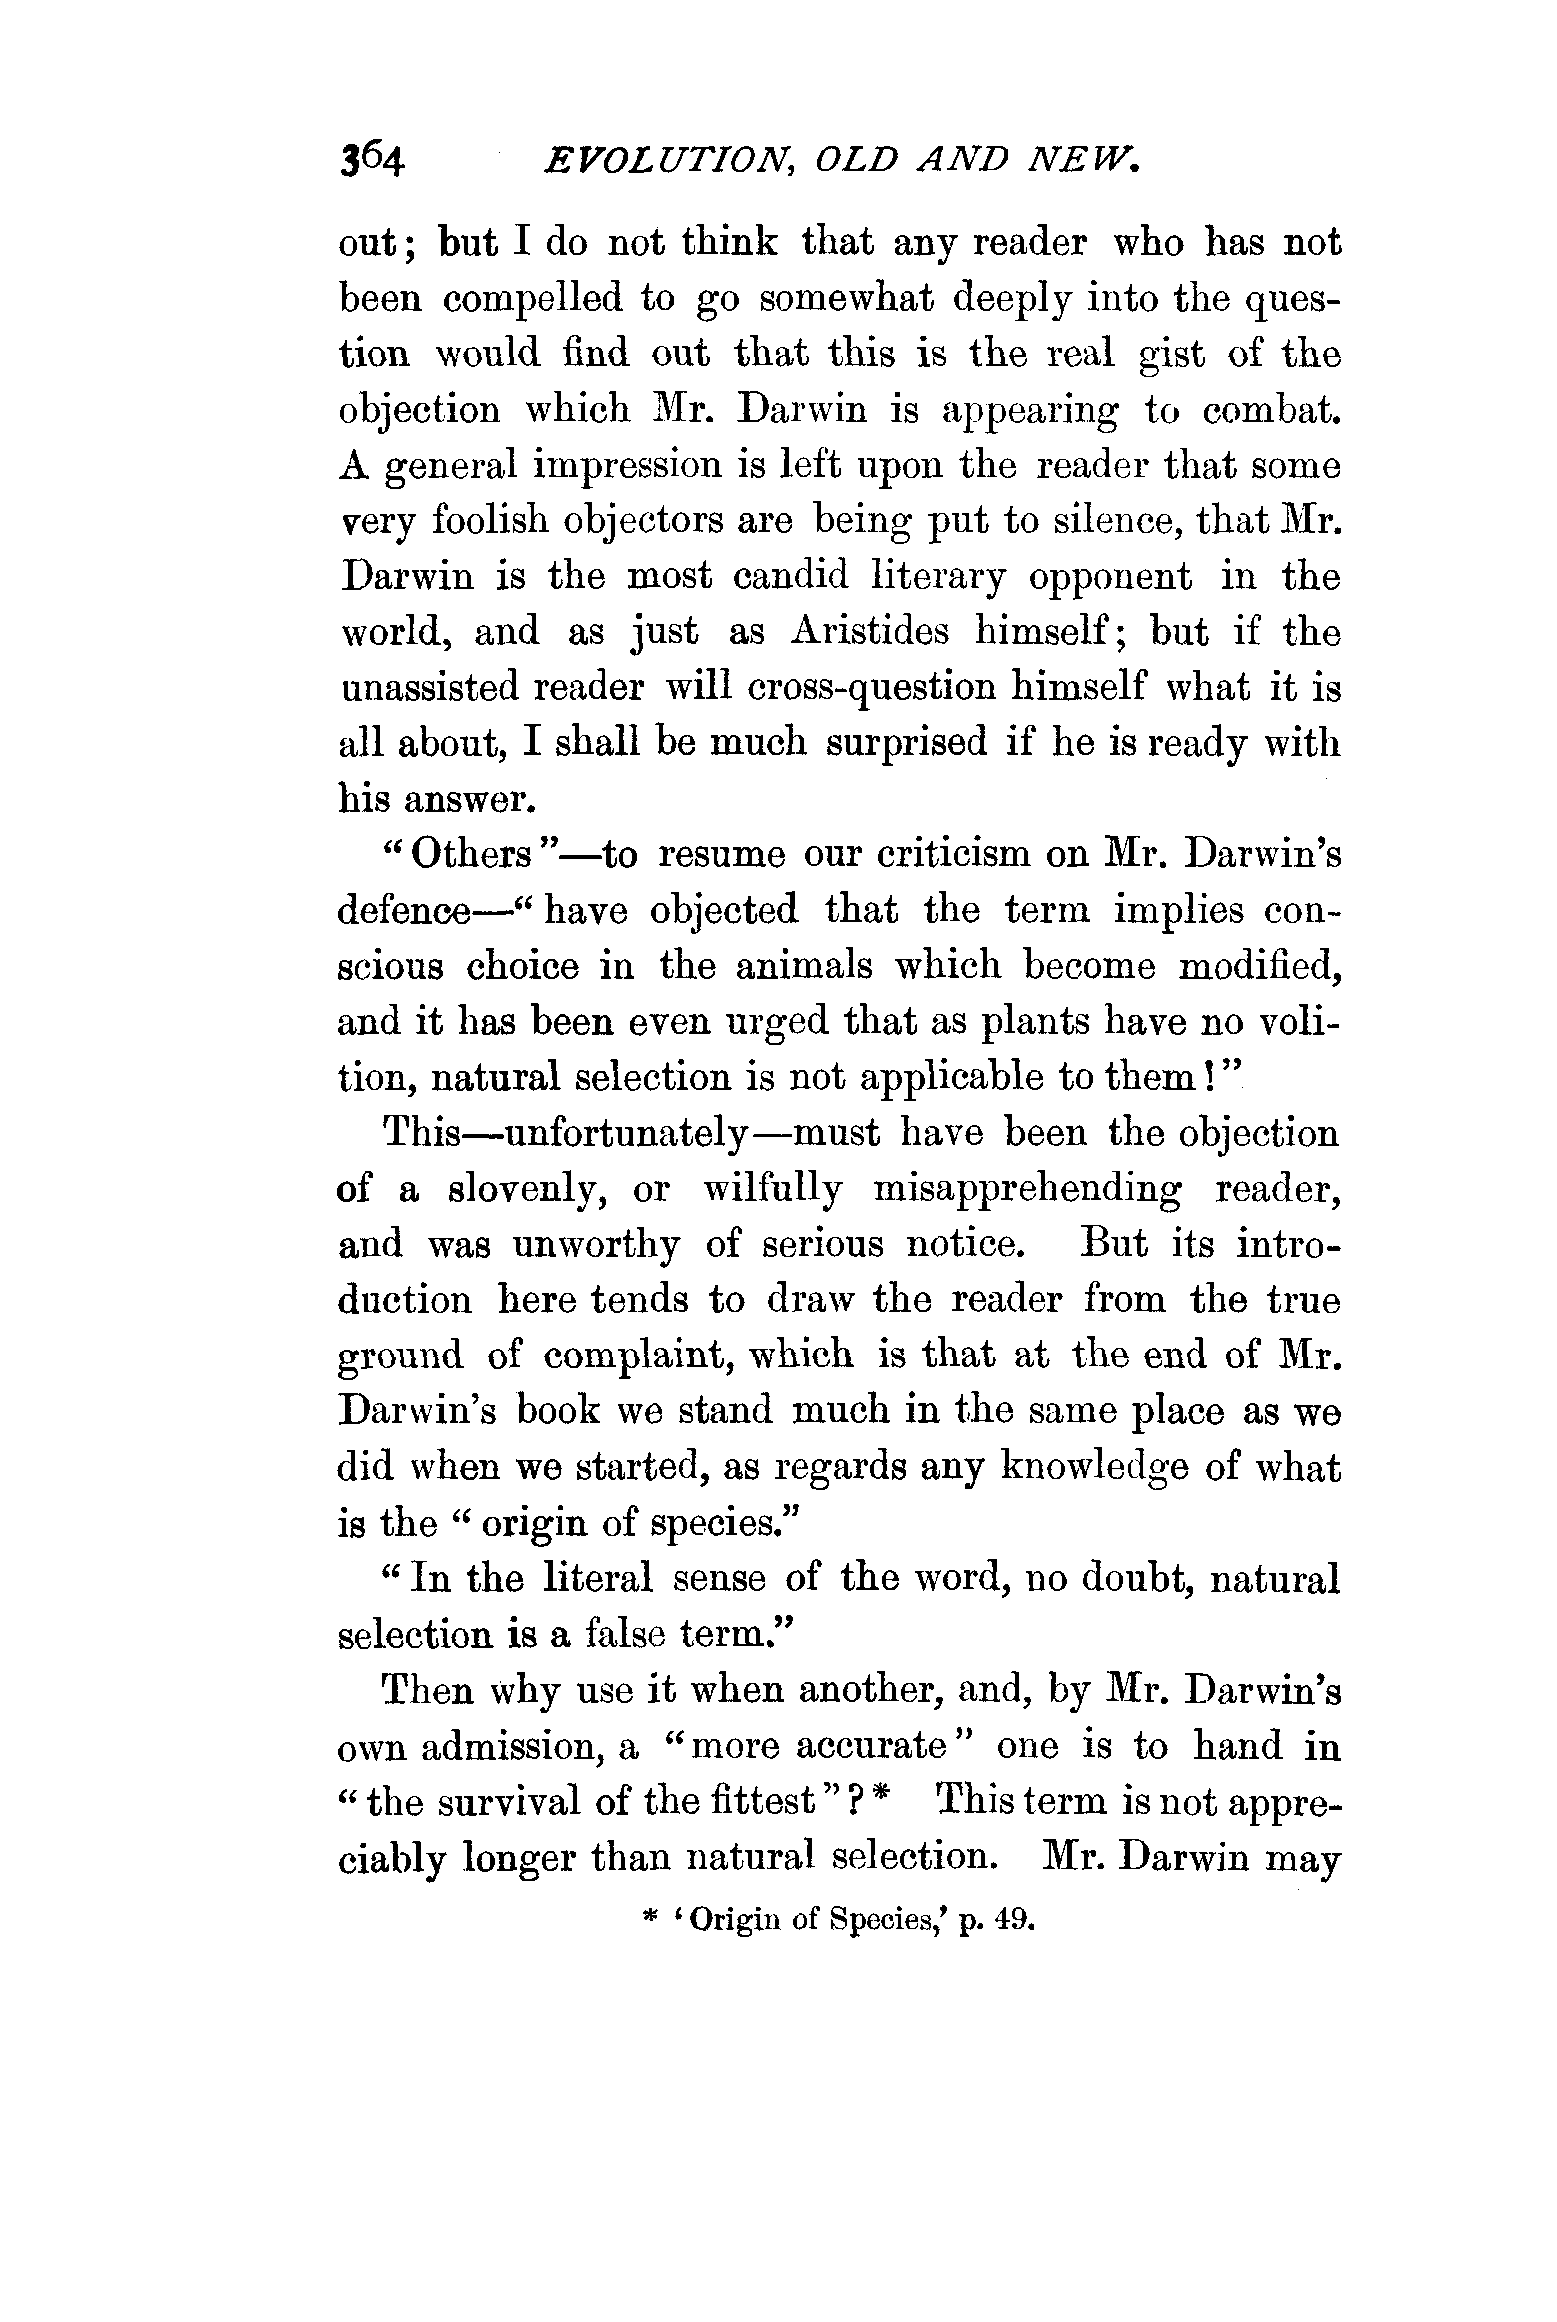 364 EVOLUTION, OLD AND NEW.
out; but I do not think that any reader who has not
been compelled to go somewhat deeply into the ques-
tion would find out that this is the real gist of the
objection which Mr. Darwin is appearing to combat.
A general impression is left upon the reader that some
very foolish objectors are being put to silence, that Mr.
Darwin is the most candid literary opponent in the
world, and as just as Aristides himself; but if the
unassisted reader will cross-question himself what it is
all about, I shall be much surprised if he is ready with
his answer.
“Others”—to resume our criticism on Mr. Darwin’s
defence—“have objected that the term implies con-
scious choice in the animals which become modified,
and it has been even urged that as plants have no voli-
tion, natural selection is not applicable to them!”
This—unfortunately—must have been the objection
of a slovenly, or wilfully misapprehending reader,
and was unworthy of serious notice. But its intro-
duction here tends to draw the reader from the true
ground of complaint, which is that at the end of Mr.
Darwin’s book we stand much in the same place as we
did when we started, as regards any knowledge of what
is the “origin of species.”
“In the literal sense of the word, no doubt, natural
selection is a false term.”
Then why use it when another, and, by Mr. Darwin’s
own admission, a “more accurate” one is to hand in
“the survival of the fittest”?* This term is not appre-
ciably longer than natural selection. Mr. Darwin may
* ‘Origin of Species,’ p. 49.